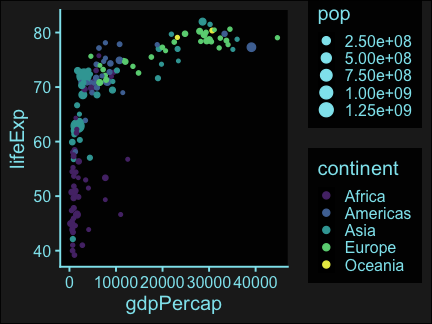 80
70
60
50
40
lifeExp
0
10000
20000
30000
40000
gdpPercap
pop
2.50e+08
5.00e+08
7.50e+08
1.00e+09
1.25e+09
continent
Africa
Americas
Asia
Europe
Oceania